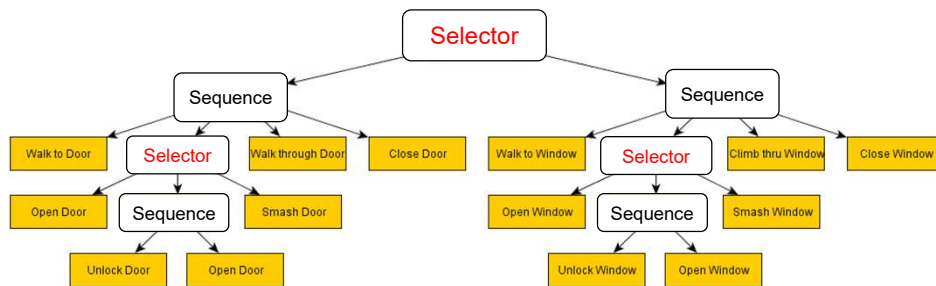 Selector
Sequence
Sequence
Walk to Door
Selector
Walk through Door
Close Door
Walk to Window
Selector
Climb thru Window
Close Window
Open Door
Sequence
Smash Door
Open Window
Sequence
Smash Window
Unlock Door
Open Door
Unlock Window
Open Window